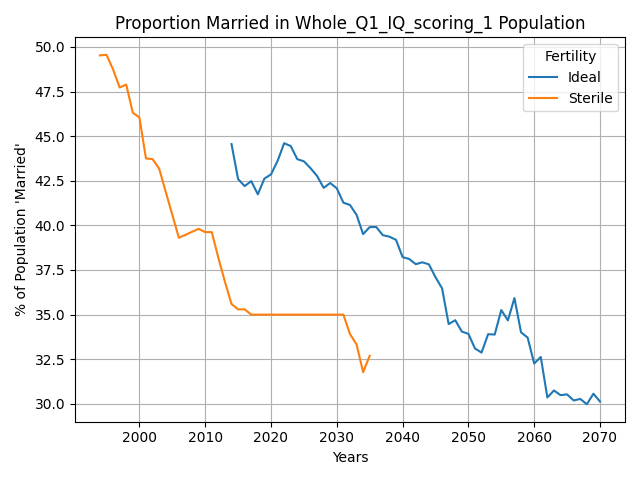 Proportion Married in Whole_Q1_IQ_scoring_1 Population
% of Population 'Married'
50.0
47.5
45.0
42.5
40.0
37.5
35.0
32.5
30.0
Fertility
Ideal
Sterile
2000
2010
2020
2030
2040
2050
2060
2070
Years